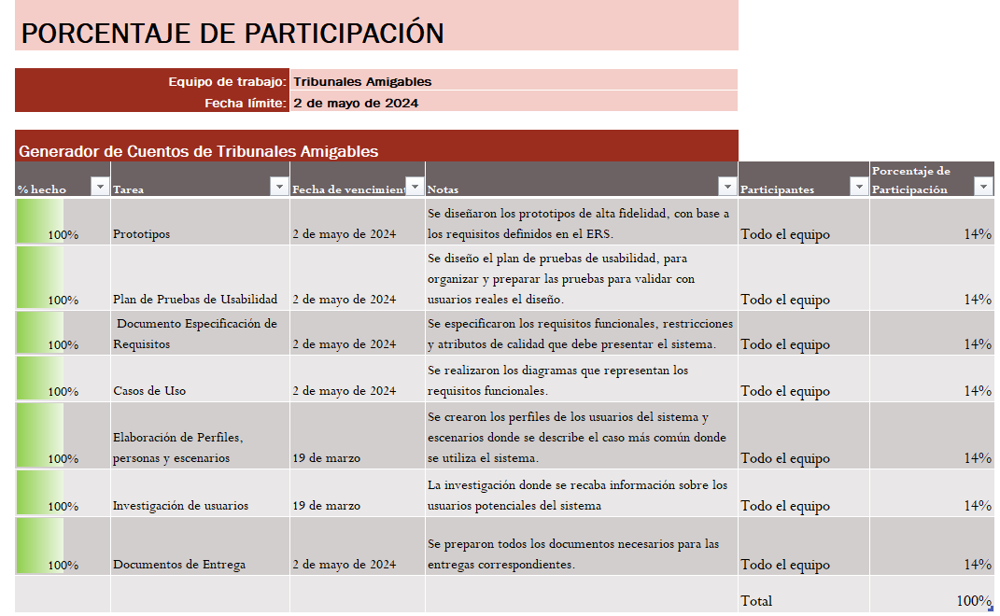 PORCENTAJE DE PARTICIPACIÓN
Equipo de trabajo: Tribunales Amigables
Fecha límite: 2 de mayo de 2024
Generador de Cuentos de Tribunales Amigables
% hecho Tarea Fecha de vencimient Notas Participantes Porcentaje de
Participación
Se diseñaron los prototipos de alta fidelidad, con base a
100% Prototipos 2 de mayo de 2024 los requisitos definidos en el ERS. Todo el equipo 14%
Se diseño el plan de pruebas de usabilidad, para
organizar y preparar las pruebas para validar con
100% Plan de Pruebas de Usabilidad 2 de mayo de 2024 usuarios reales el diseño. Todo el equipo 14%
Documento Especificación de Se especificaron los requisitos funcionales, restricciones
100% Requisitos 2 de mayo de 2024 y atributos de calidad que debe presentar el sistema. Todo el equipo 14%
Se realizaron los diagramas que representan los
100% Casos de Uso 2 de mayo de 2024 requisitos funcionales. Todo el equipo 14%
Se crearon los perfiles de los usuarios del sistema y
Elaboración de Perfiles, escenarios donde se describe el caso más común donde
100% personas y escenarios 19 de marzo se utiliza el sistema. Todo el equipo 14%
La investigación donde se recaba información sobre los
100% Investigación de usuarios 19 de marzo usuarios potenciales del sistema Todo el equipo 14%
Se preparon todos los documentos necesarios para las
100% Documentos de Entrega 2 de mayo de 2024 entregas correspondientes. Todo el equipo 14%
Total 100%